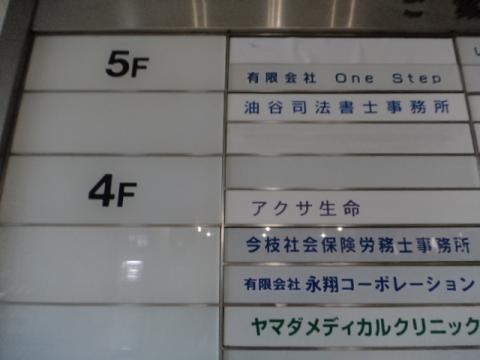 5F
有限会社 One Step
油谷司法書士事務所
4F
アクサ生命
今枝社会保険労務士事務所
有限会社 永翔コーポレーション
ヤマダメディカルクリニック